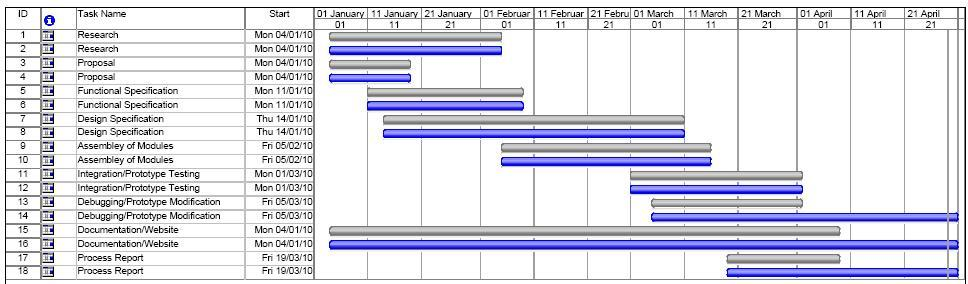 ID Task Name Start 01 January 11 January 21 January 01 Februar 11 Februar 21 Febru 01 March 11 March 21 March 01 April 11 April 21 April
01 11 21 01 11 21 01 11 21 01 11 21
1 Research Mon 04/01/10
2 Research Mon 04/01/10
3 Proposal Mon 04/01/10
4 Proposal Mon 04/01/10
5 Functional Specification Mon 11/01/10
6 Functional Specification Mon 11/01/10
7 Design Specification Thu 14/01/10
8 Design Specification Thu 14/01/10
9 Assembley of Modules Fri 05/02/10
10 Assembley of Modules Fri 05/02/10
11 Integration/Prototype Testing Mon 01/03/10
12 Integration/Prototype Testing Mon 01/03/10
13 Debugging/Prototype Modification Fri 05/03/10
14 Debugging/Prototype Modification Fri 05/03/10
15 Documentation/Website Mon 04/01/10
16 Documentation/Website Mon 04/01/10
17 Process Report Fri 19/03/10
18 Process Report Fri 19/03/10